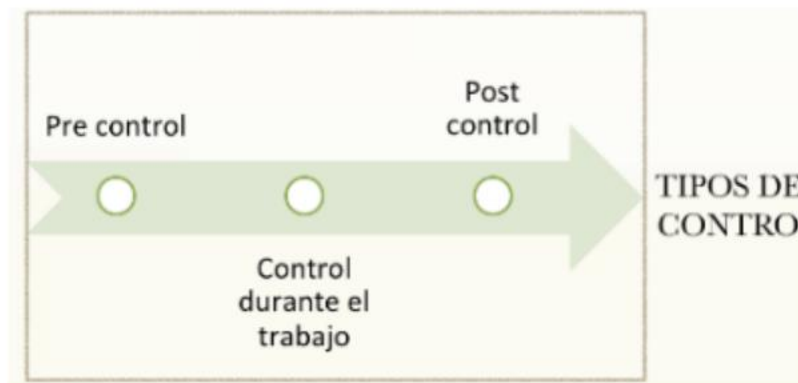 Pre control
Post
control
Control
durante el
trabajo
TIPOS DE
CONTRO